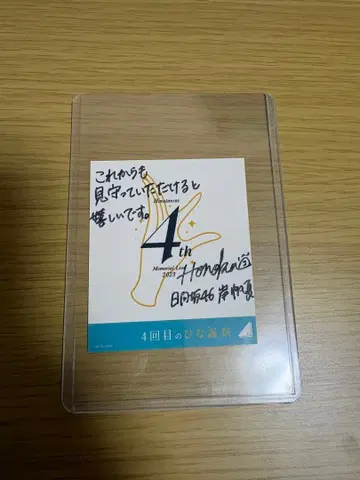 これからも
見守っていただけると
嬉しいです。
Hinatazaka46
4th
Memorial Live
2023
Honoka
日向坂46 岸帆夏
4回目のひな誕祭